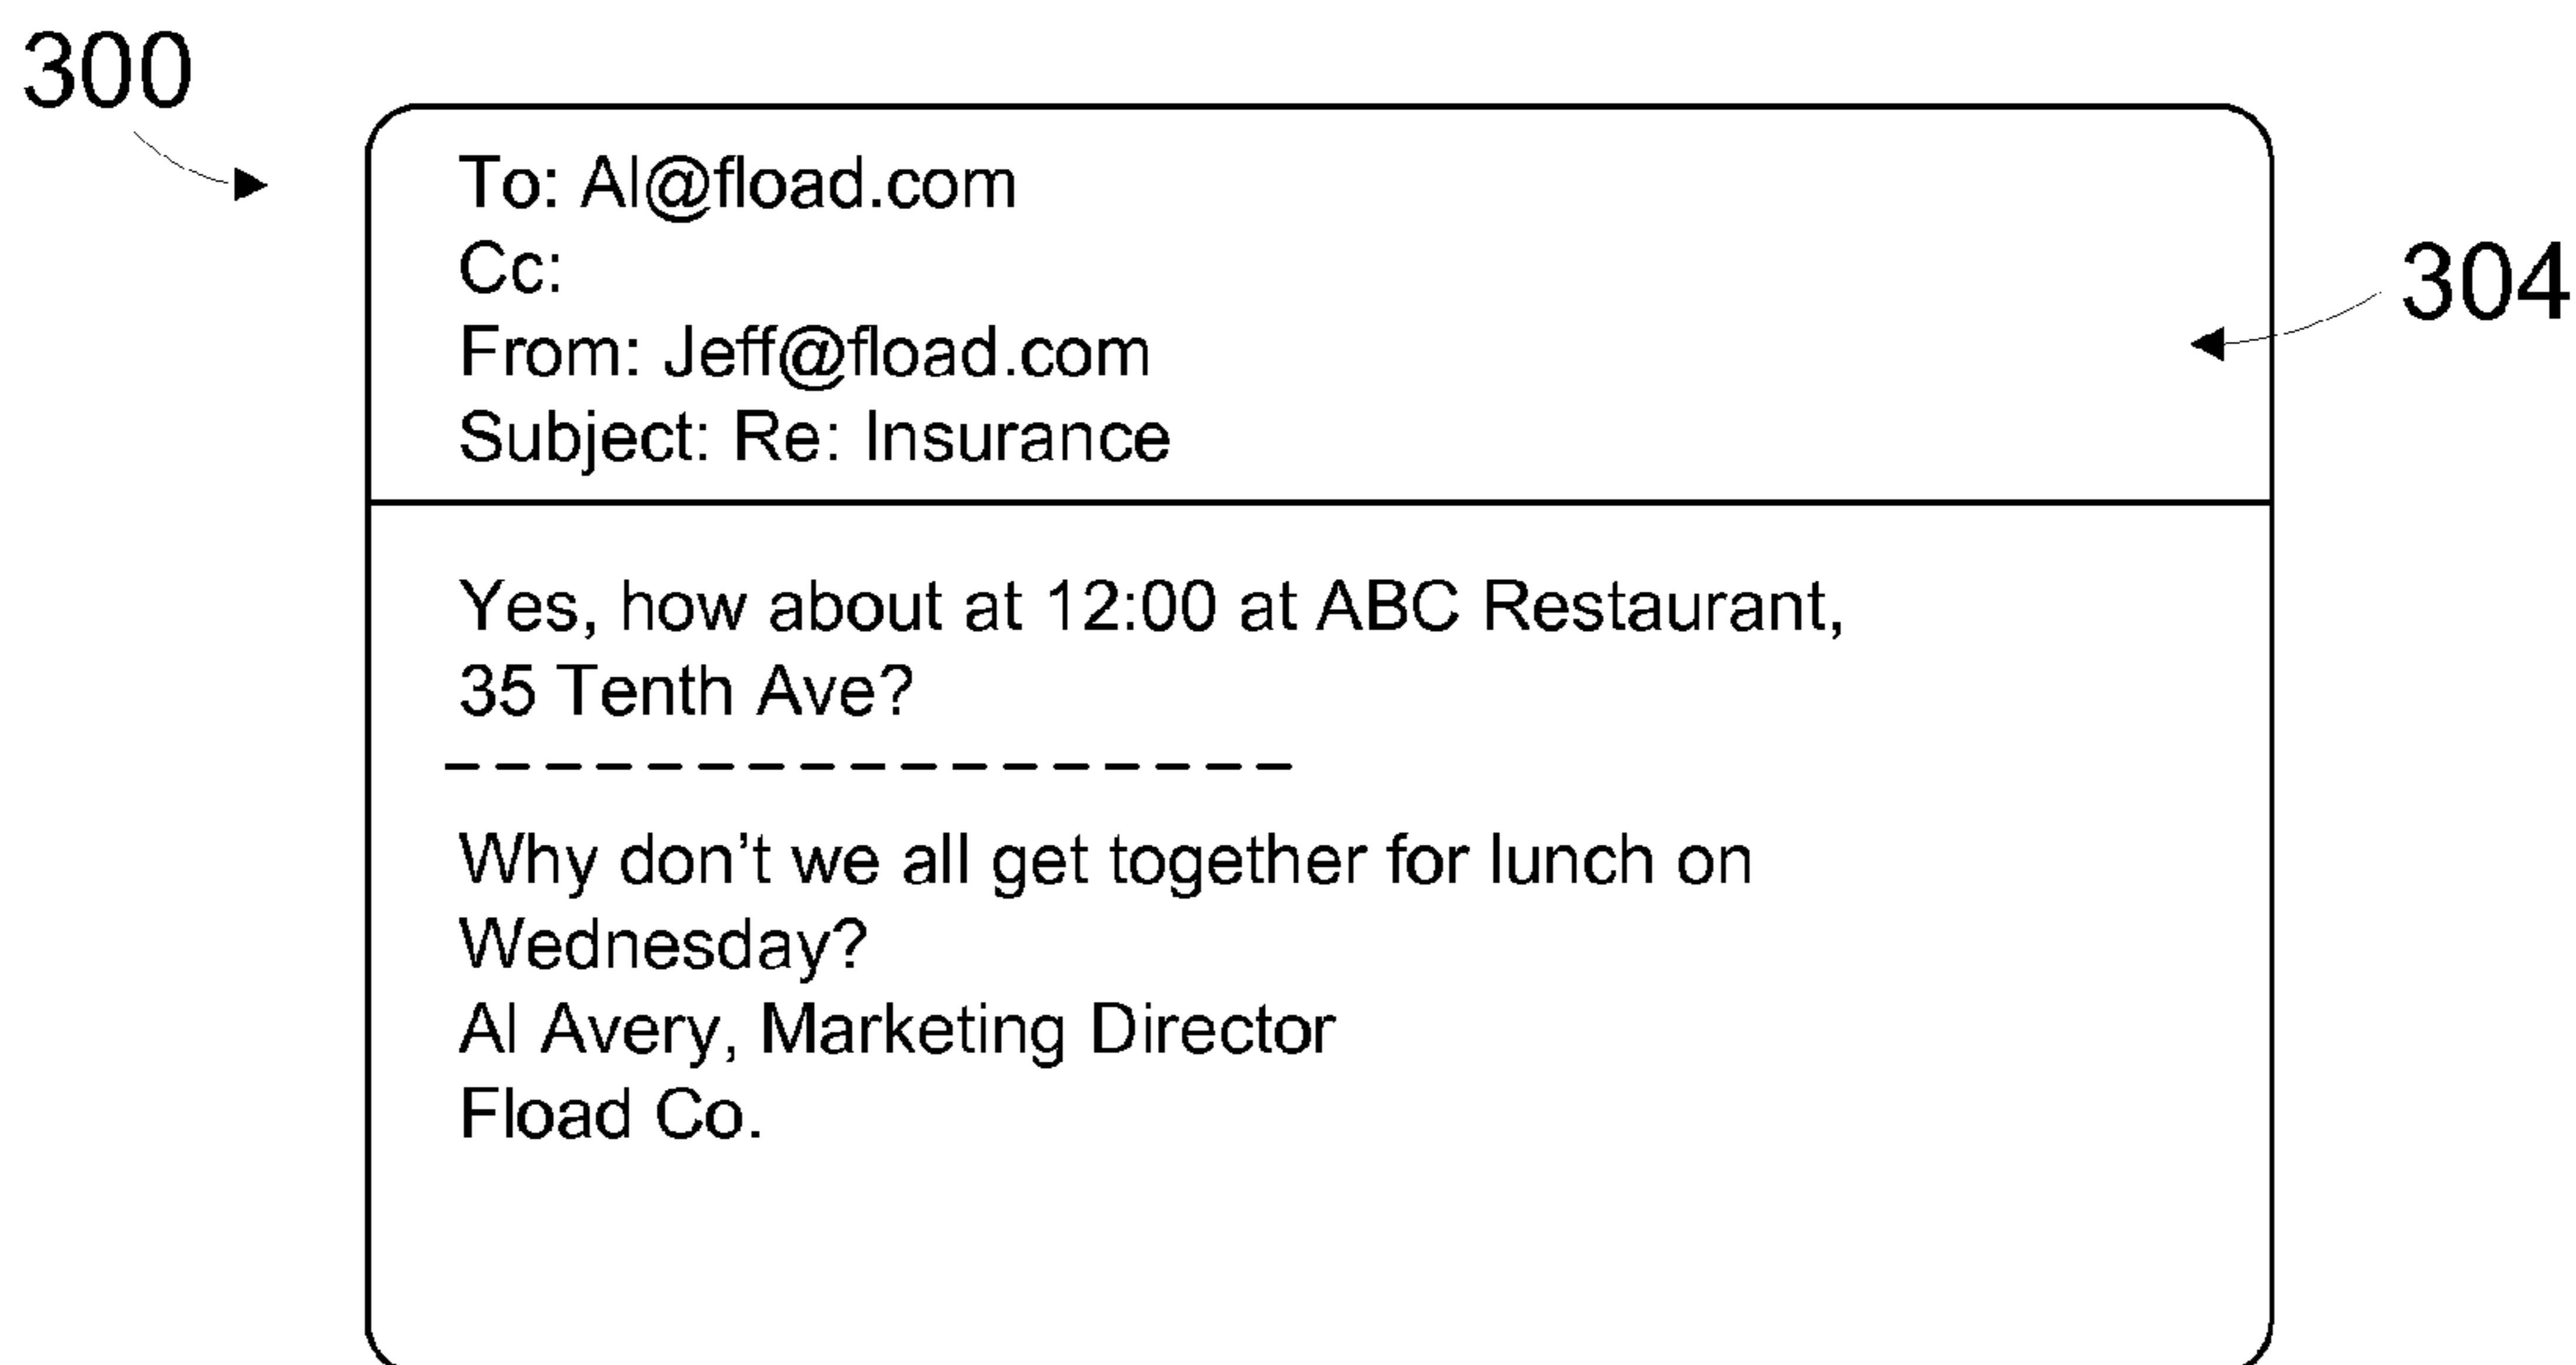 300
To: Al@fload.com
Cc:
304
From: Jeff@fload.com
Subject: Re: Insurance
Yes, how about at 12:00 at ABC Restaurant,
35 Tenth Ave?
- - - - - - - - - - - - - - - - -
Why don’t we all get together for lunch on
Wednesday?
Al Avery, Marketing Director
Fload Co.